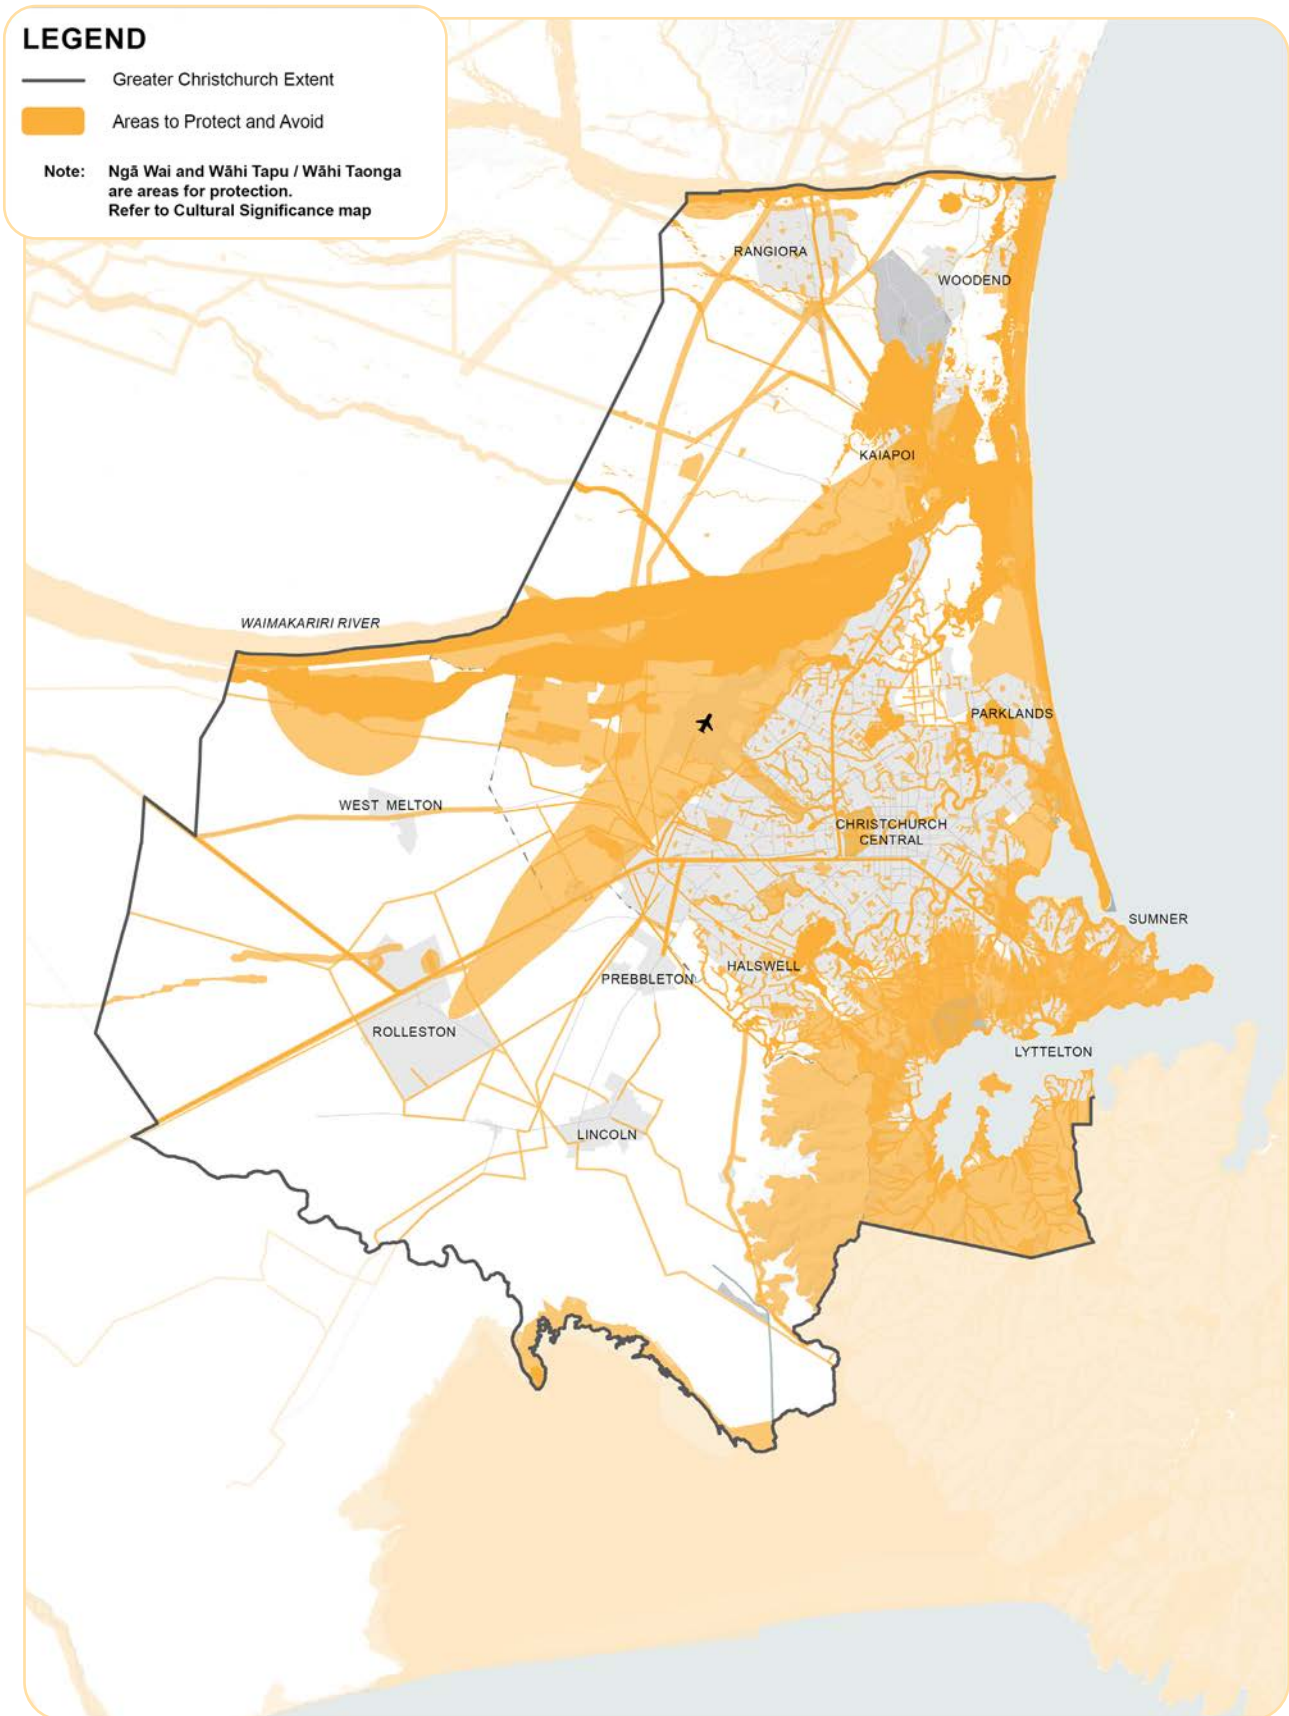 LEGEND
Greater Christchurch Extent
Areas to Protect and Avoid
Note: Ngā Wai and Wāhi Tapu / Wāhi Taonga
are areas for protection.
Refer to Cultural Significance map
RANGIORA
WOODEND
KAIAPOI
WAIMAKARIRI RIVER
PARKLANDS
WEST MELTON
CHRISTCHURCH
CENTRAL
SUMNER
HALSWELL
PREBBLETON
ROLLESTON
LYTTELTON
LINCOLN